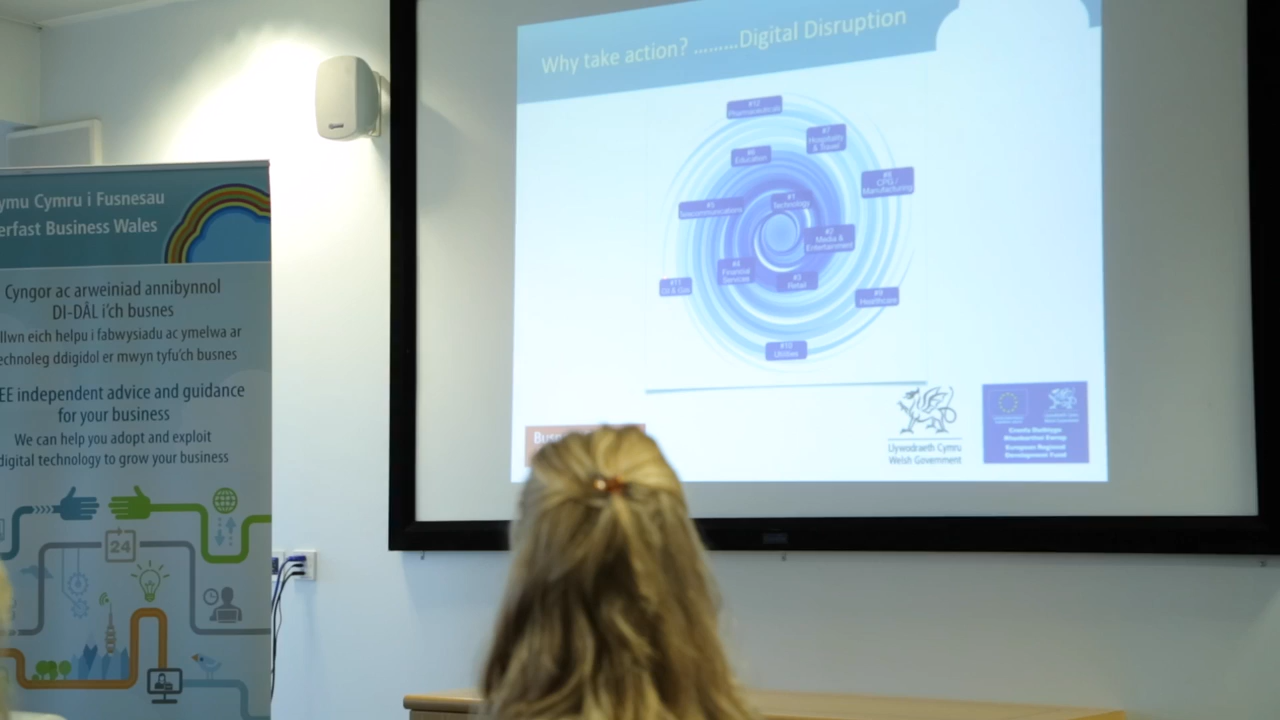 Why take action? .........Digital Disruption
#12
Pharmaceuticals
#7
Hospitality
& Travel
#6
Education
#8
CPG /
Manufacturing
#1
Technology
#5
Telecommunications
#2
Media &
Entertainment
#4
Financial
Services
#3
Retail
#11
Oil & Gas
#9
Healthcare
#10
Utilities
Llywodraeth Cymru
Welsh Government
Cronfa Datblygu
Rhanbarthol Ewrop
European Regional
Development Fund
ymu Cymru i Fusnesau
erfast Business Wales
Cyngor ac arweiniad annibynnol
DI-DÂL i'ch busnes
llwn eich helpu i fabwysiadu ac ymelwa ar
echnoleg ddigidol er mwyn tyfu'ch busnes
EE independent advice and guidance
for your business
We can help you adopt and exploit
digital technology to grow your business
24